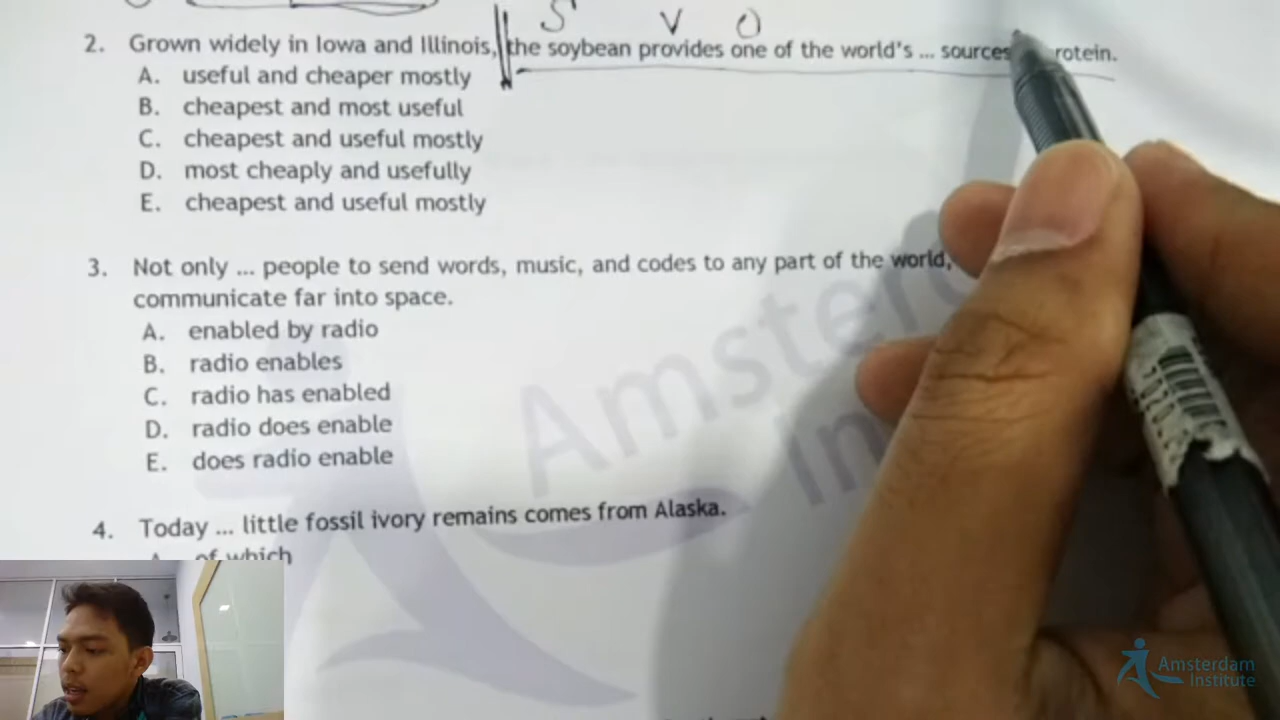 S V O
2. Grown widely in Iowa and Illinois, the soybean provides one of the world's ... sources rotein.
A. useful and cheaper mostly
B. cheapest and most useful
C. cheapest and useful mostly
D. most cheaply and usefully
E. cheapest and useful mostly
3. Not only ... people to send words, music, and codes to any part of the world,
communicate far into space.
A. enabled by radio
B. radio enables
C. radio has enabled
D. radio does enable
E. does radio enable
4. Today ... little fossil ivory remains comes from Alaska.
A. of which
Amsterdam
Institute